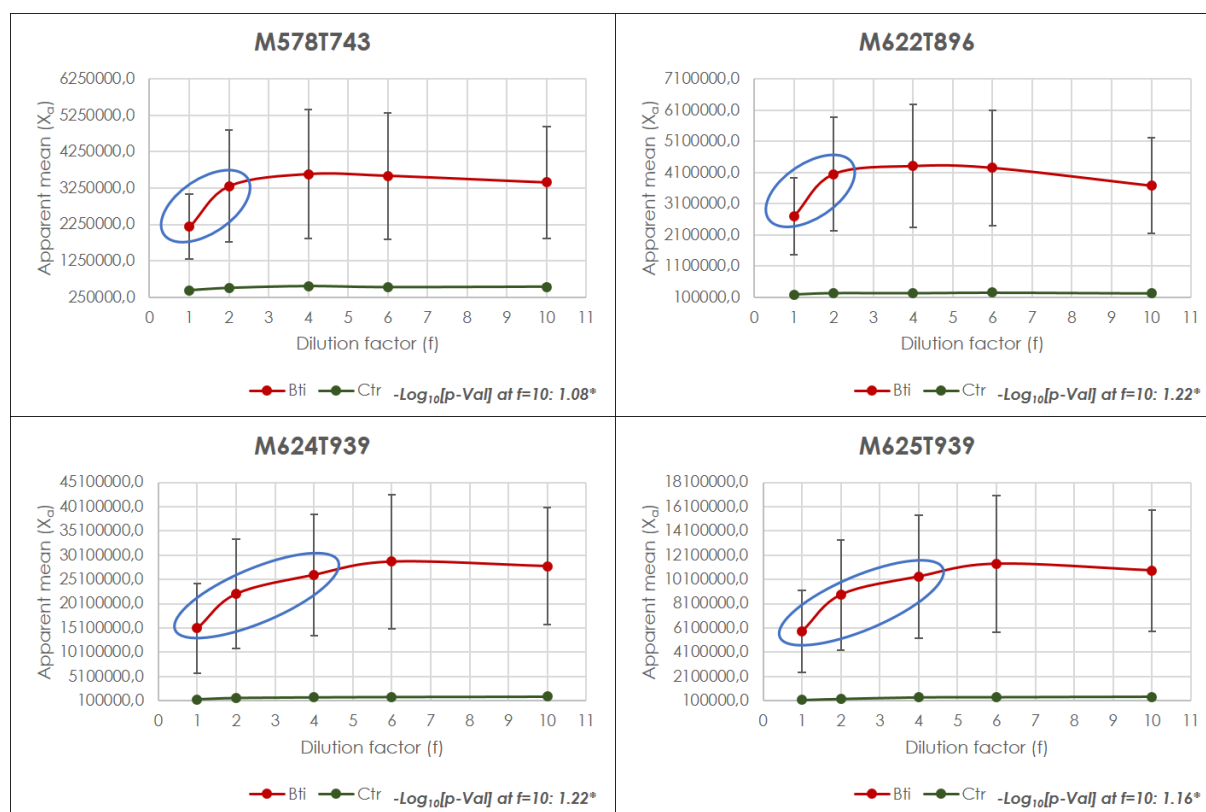 M578T743
Apparent mean (Xₐ)
6250000,0
5250000,0
4250000,0
3250000,0
2250000,0
1250000,0
250000,0
0 1 2 3 4 5 6 7 8 9 10 11
Dilution factor (f)
Bti Ctr -Log₁₀[p-Val] at f=10: 1.08*
M622T896
Apparent mean (Xₐ)
7100000,0
6100000,0
5100000,0
4100000,0
3100000,0
2100000,0
1100000,0
100000,0
0 1 2 3 4 5 6 7 8 9 10 11
Dilution factor (f)
Bti Ctr -Log₁₀[p-Val] at f=10: 1.22*
M624T939
Apparent mean (Xₐ)
45100000,0
40100000,0
35100000,0
30100000,0
25100000,0
20100000,0
15100000,0
10100000,0
5100000,0
100000,0
0 1 2 3 4 5 6 7 8 9 10 11
Dilution factor (f)
Bti Ctr -Log₁₀[p-Val] at f=10: 1.22*
M625T939
Apparent mean (Xₐ)
18100000,0
16100000,0
14100000,0
12100000,0
10100000,0
8100000,0
6100000,0
4100000,0
2100000,0
100000,0
0 1 2 3 4 5 6 7 8 9 10 11
Dilution factor (f)
Bti Ctr -Log₁₀[p-Val] at f=10: 1.16*